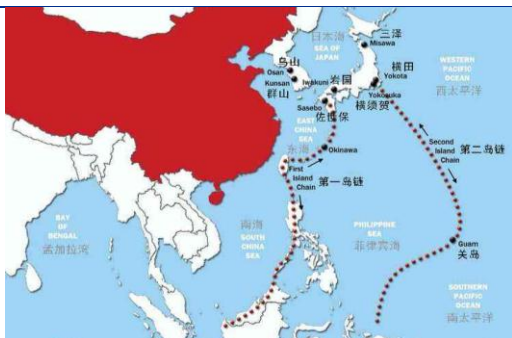 日本海
SEA OF
JAPAN
三泽
Misawa
乌山
Osan
Kunsan
群山
岩国
Iwakuni
横田
Yokota
Yokosuka
横须贺
Sasebo
佐世保
WESTERN
PACIFIC
OCEAN
西太平洋
EAST
CHINA
SEA
东海
Okinawa
First
Island
Chain
第一岛链
Second
Island
Chain
第二岛链
BAY
OF
BENGAL
孟加拉湾
南海
SOUTH
CHINA
SEA
PHILIPPINE
SEA
菲律宾海
Guam
关岛
SOUTHERN
PACIFIC
OCEAN
南太平洋